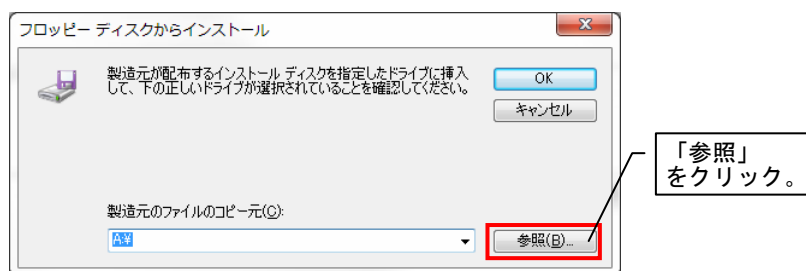 フロッピー ディスクからインストール
製造元が配布するインストール ディスクを指定したドライブに挿入
して、下の正しいドライブが選択されていることを確認してください。
OK
キャンセル
「参照」
をクリック。
製造元のファイルのコピー元(C):
A:¥
参照(B)...